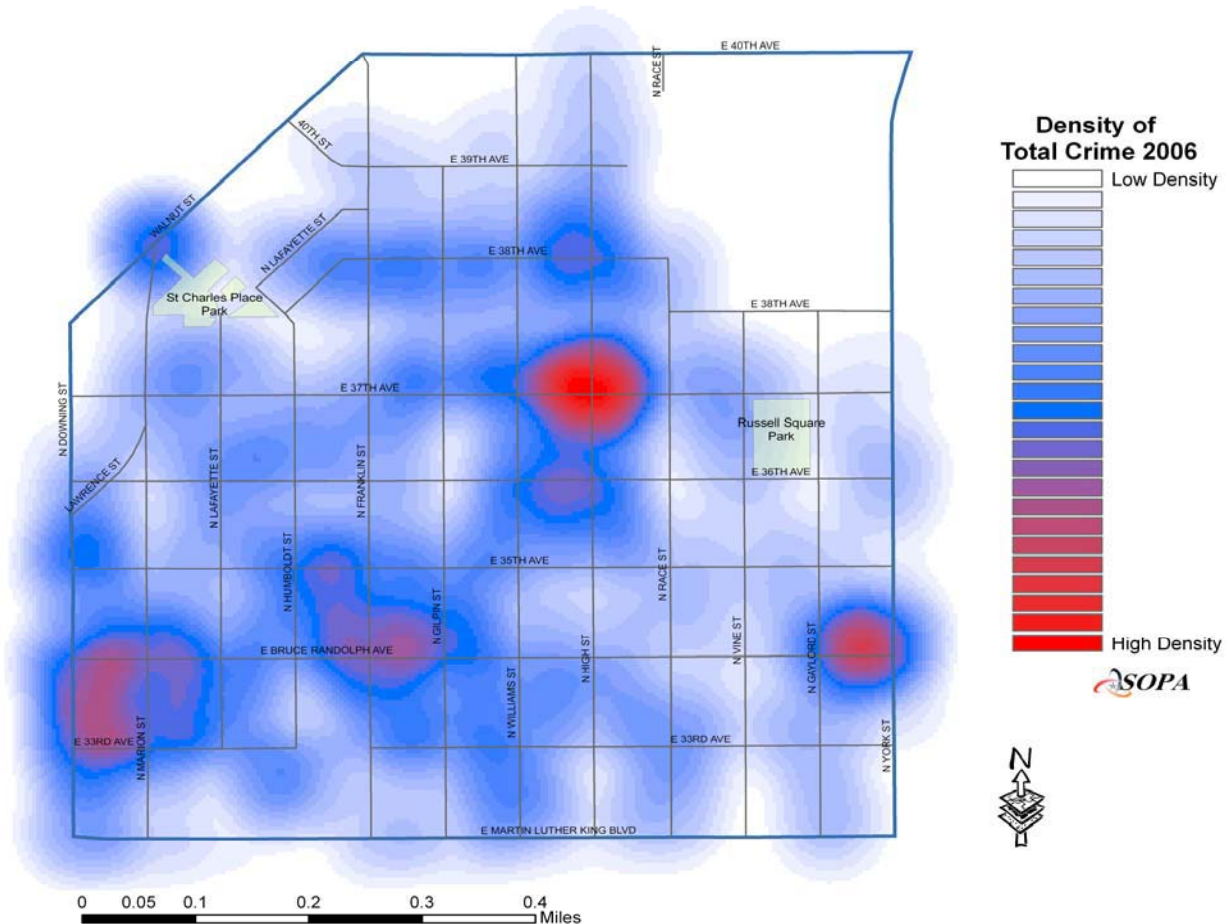 E 40TH AVE
N RACE ST
40TH ST
E 39TH AVE
WALNUT ST
N LAFAYETTE ST
E 38TH AVE
St Charles Place
Park
E 38TH AVE
E 37TH AVE
N DOWNING ST
Russell Square
Park
LAWRENCE ST
N LAFAYETTE ST
N FRANKLIN ST
E 36TH AVE
E 35TH AVE
N HUMBOLDT ST
N RACE ST
N GILPIN ST
E BRUCE RANDOLPH AVE
N HIGH ST
N VINE ST
N GAYLORD ST
N WILLIAMS ST
E 33RD AVE
N MARION ST
E 33RD AVE
N YORK ST
E MARTIN LUTHER KING BLVD
0 0.05 0.1 0.2 0.3 0.4
Miles
Density of
Total Crime 2006
Low Density
High Density
SOPA
N